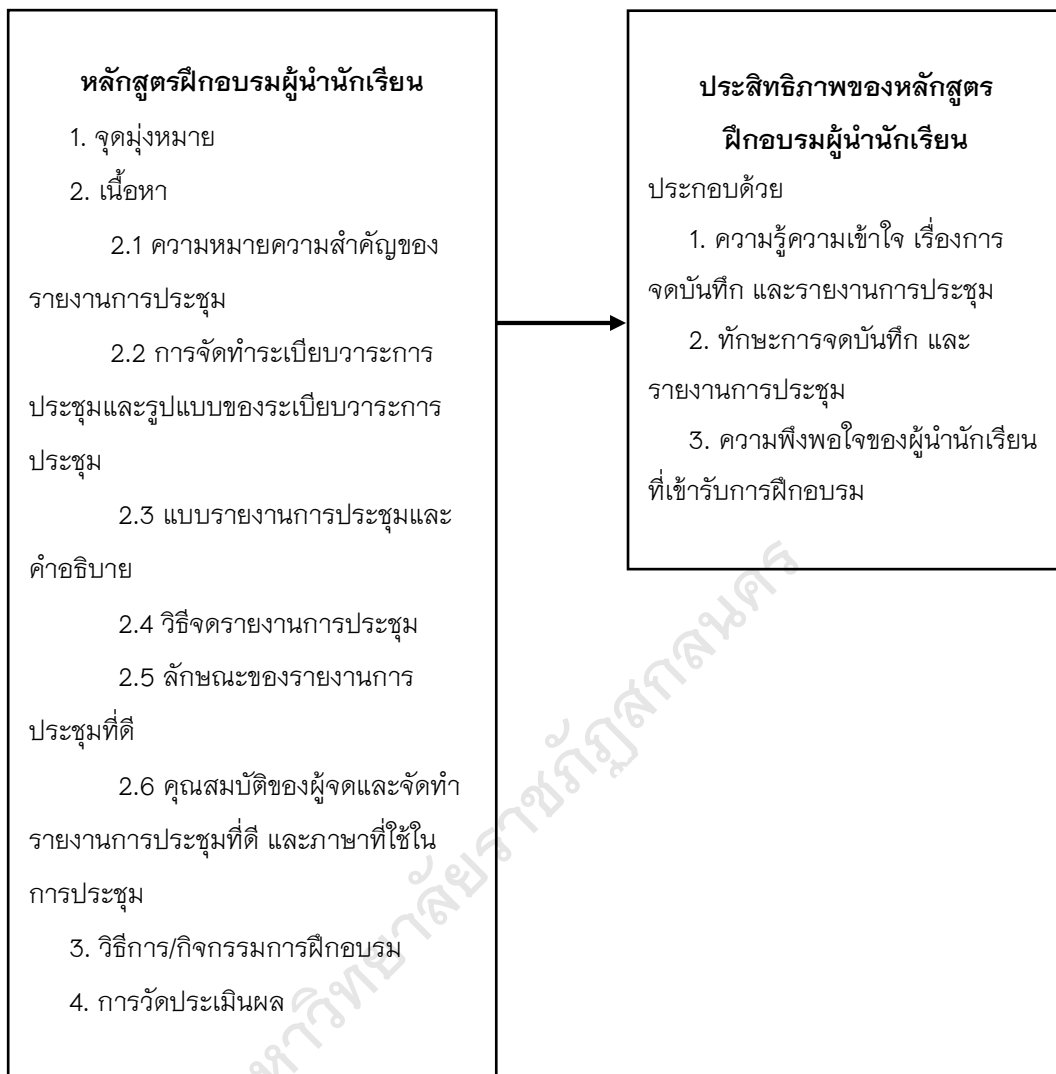 หลักสูตรฝึกอบรมผู้นำนักเรียน
1. จุดมุ่งหมาย
2. เนื้อหา
2.1 ความหมายความสำคัญของ
รายงานการประชุม
2.2 การจัดทำระเบียบวาระการ
ประชุมและรูปแบบของระเบียบวาระการ
ประชุม
2.3 แบบรายงานการประชุมและ
คำอธิบาย
2.4 วิธีจดรายงานการประชุม
2.5 ลักษณะของรายงานการ
ประชุมที่ดี
2.6 คุณสมบัติของผู้จดและจัดทำ
รายงานการประชุมที่ดี และภาษาที่ใช้ใน
การประชุม
3. วิธีการ/กิจกรรมการฝึกอบรม
4. การวัดประเมินผล
ประสิทธิภาพของหลักสูตร
ฝึกอบรมผู้นำนักเรียน
ประกอบด้วย
1. ความรู้ความเข้าใจ เรื่องการ
จดบันทึก และรายงานการประชุม
2. ทักษะการจดบันทึก และ
รายงานการประชุม
3. ความพึงพอใจของผู้นำนักเรียน
ที่เข้ารับการฝึกอบรม
หาวิทยาลัยราชภัฏสกลนคร